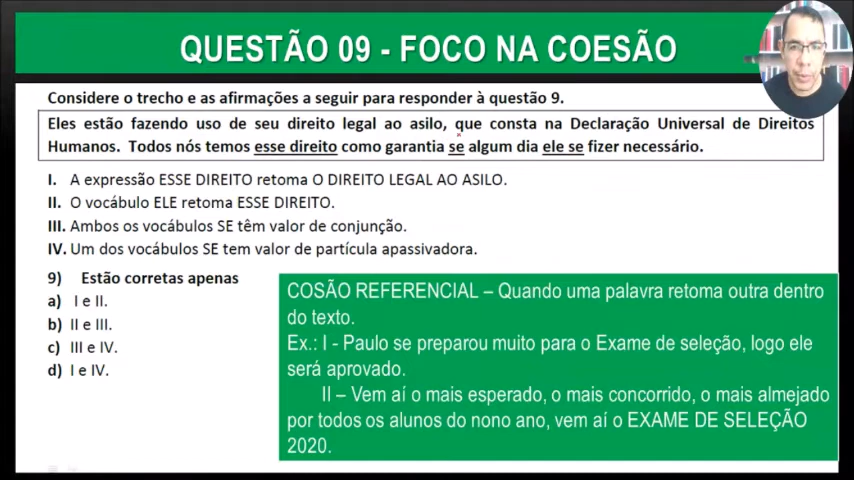 QUESTÃO 09 - FOCO NA COESÃO
Considere o trecho e as afirmações a seguir para responder à questão 9.
Eles estão fazendo uso de seu direito legal ao asilo, que consta na Declaração Universal de Direitos
Humanos. Todos nós temos esse direito como garantia se algum dia ele se fizer necessário.
I. A expressão ESSE DIREITO retoma O DIREITO LEGAL AO ASILO.
II. O vocábulo ELE retoma ESSE DIREITO.
III. Ambos os vocábulos SE têm valor de conjunção.
IV. Um dos vocábulos SE tem valor de partícula apassivadora.
9) Estão corretas apenas
a) I e II.
b) II e III.
c) III e IV.
d) I e IV.
COSÃO REFERENCIAL – Quando uma palavra retoma outra dentro
do texto.
Ex.: I - Paulo se preparou muito para o Exame de seleção, logo ele
será aprovado.
II – Vem aí o mais esperado, o mais concorrido, o mais almejado
por todos os alunos do nono ano, vem aí o EXAME DE SELEÇÃO
2020.